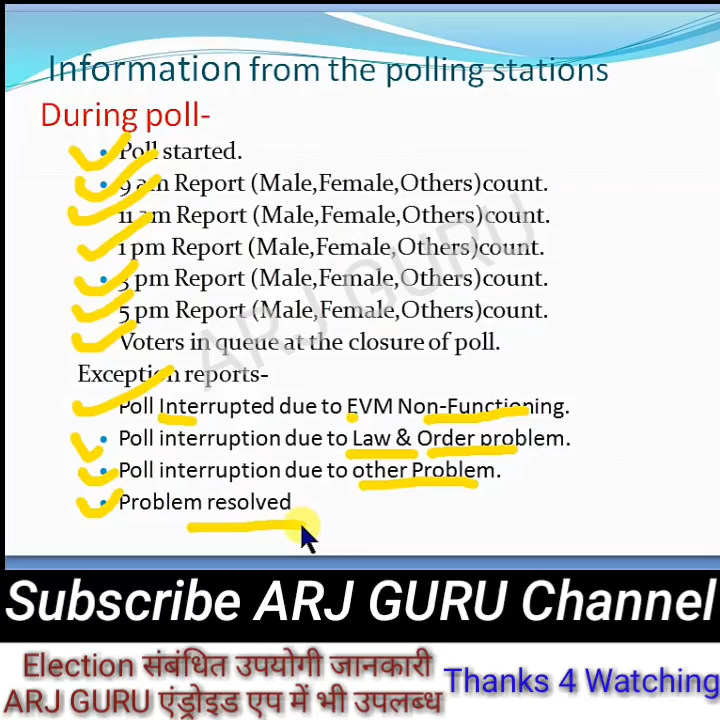 Information from the polling stations
During poll-
• Poll started.
• 9 am Report (Male,Female,Others)count.
11 am Report (Male,Female,Others)count.
1 pm Report (Male,Female,Others)count.
• 3 pm Report (Male,Female,Others)count.
5 pm Report (Male,Female,Others)count.
Voters in queue at the closure of poll.
Exception reports-
Poll Interrupted due to EVM Non-Functioning.
• Poll interruption due to Law & Order problem.
• Poll interruption due to other Problem.
• Problem resolved
ARJ GURU
Subscribe ARJ GURU Channel
Election संबंधित उपयोगी जानकारी
ARJ GURU एंड्रोइड एप में भी उपलब्ध
Thanks 4 Watching